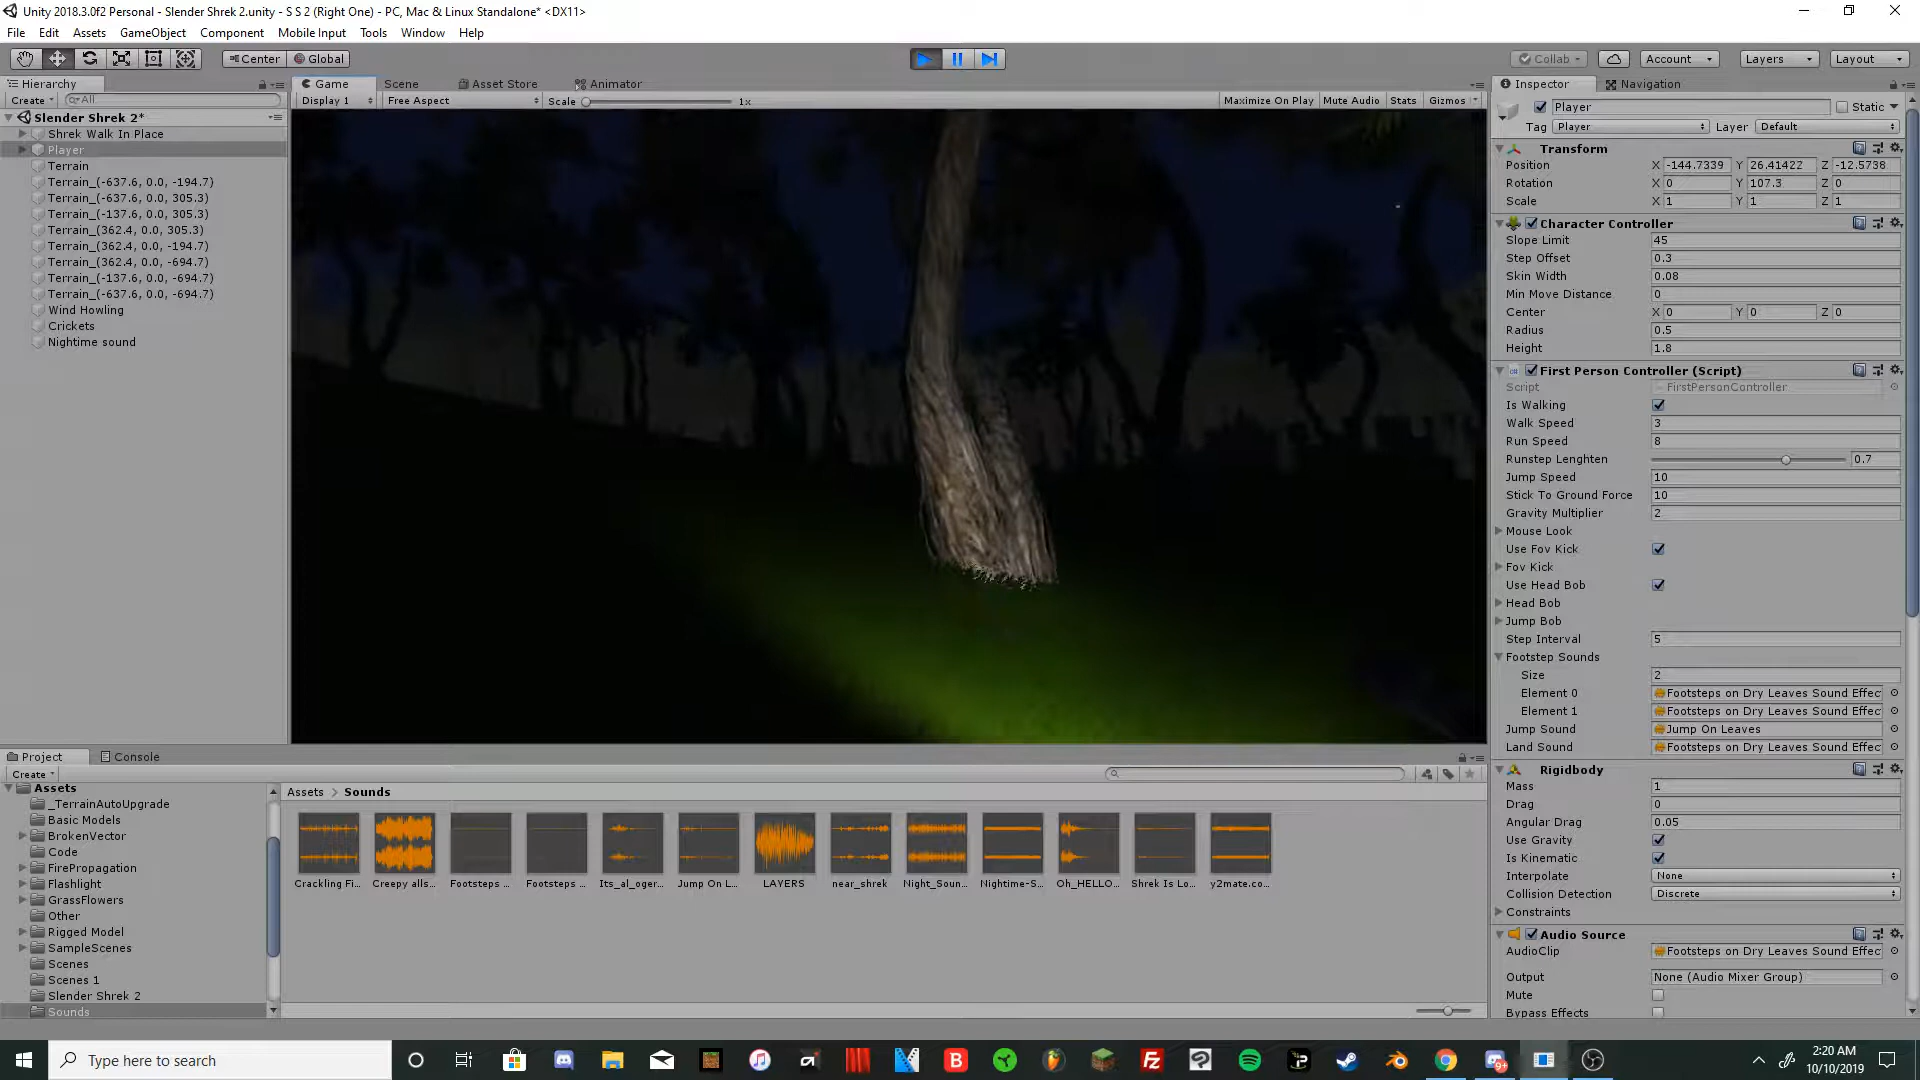 Unity 2018.3.0f2 Personal - Slender Shrek 2.unity - S S 2 (Right One) - PC, Mac & Linux Standalone* <DX11>
File Edit Assets GameObject Component Mobile Input Tools Window Help
Center Global Collab Account Layers Layout
Hierarchy
Create All
Slender Shrek 2*
Shrek Walk In Place
Player
Terrain
Terrain_(-637.6, 0.0, -194.7)
Terrain_(-637.6, 0.0, 305.3)
Terrain_(-137.6, 0.0, 305.3)
Terrain_(362.4, 0.0, 305.3)
Terrain_(362.4, 0.0, -194.7)
Terrain_(362.4, 0.0, -694.7)
Terrain_(-137.6, 0.0, -694.7)
Terrain_(-637.6, 0.0, -694.7)
Wind Howling
Crickets
Nightime sound
Game Scene Asset Store Animator
Display 1 Free Aspect Scale 1x Maximize On Play Mute Audio Stats Gizmos
Inspector Navigation
Player Static
Tag Player Layer Default
Transform
Position X -144.7339 Y 26.41422 Z -12.5738
Rotation X 0 Y 107.3 Z 0
Scale X 1 Y 1 Z 1
Character Controller
Slope Limit 45
Step Offset 0.3
Skin Width 0.08
Min Move Distance 0
Center X 0 Y 0 Z 0
Radius 0.5
Height 1.8
First Person Controller (Script)
Script FirstPersonController
Is Walking
Walk Speed 3
Run Speed 8
Runstep Lenghten 0.7
Jump Speed 10
Stick To Ground Force 10
Gravity Multiplier 2
Mouse Look
Use Fov Kick
Fov Kick
Use Head Bob
Head Bob
Jump Bob
Step Interval 5
Footstep Sounds
Size 2
Element 0 Footsteps on Dry Leaves Sound Effec
Element 1 Footsteps on Dry Leaves Sound Effec
Jump Sound Jump On Leaves
Land Sound Footsteps on Dry Leaves Sound Effec
Rigidbody
Mass 1
Drag 0
Angular Drag 0.05
Use Gravity
Is Kinematic
Interpolate None
Collision Detection Discrete
Constraints
Audio Source
AudioClip Footsteps on Dry Leaves Sound Effec
Output None (Audio Mixer Group)
Mute
Bypass Effects
Project Console
Create
Assets
_TerrainAutoUpgrade
Basic Models
BrokenVector
Code
FirePropagation
Flashlight
GrassFlowers
Other
Rigged Model
SampleScenes
Scenes
Scenes 1
Slender Shrek 2
Sounds
Assets > Sounds
Crackling Fi... Creepy alls... Footsteps ... Footsteps ... Its_al_oger... Jump On L... LAYERS near_shrek Night_Soun... Nightime-S... Oh_HELLO... Shrek Is Lo... y2mate.co...
Type here to search
9+
2:20 AM
10/10/2019